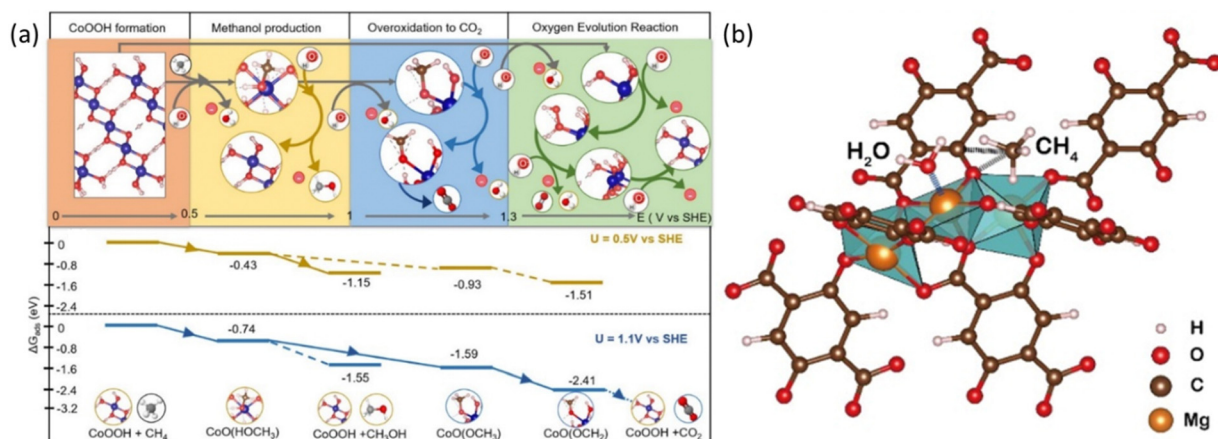 (a)
CoOOH formation Methanol production Overoxidation to CO2 Oxygen Evolution Reaction
0 0.5 1 1.3 E ( V vs SHE)
U = 0.5V vs SHE
0
-0.8
-1.6
-2.4
-0.43
-1.15
-0.93
-1.51
ΔGads (eV)
U = 1.1V vs SHE
0
-0.8
-1.6
-2.4
-3.2
-0.74
-1.55
-1.59
-2.41
CoOOH + CH4 CoO(HOCH3) CoOOH +CH3OH CoO(OCH3) CoO(OCH2) CoOOH +CO2
(b)
H2O CH4
H
O
C
Mg